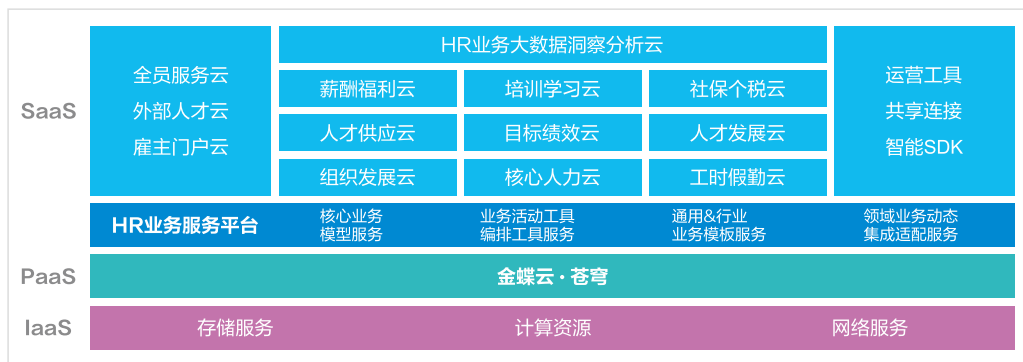 SaaS
全员服务云
外部人才云
雇主门户云
HR业务大数据洞察分析云
薪酬福利云
培训学习云
社保个税云
人才供应云
目标绩效云
人才发展云
组织发展云
核心人力云
工时假勤云
运营工具
共享连接
智能SDK
HR业务服务平台
核心业务
模型服务
业务活动工具
编排工具服务
通用&行业
业务模板服务
领域业务动态
集成适配服务
PaaS
金蝶云·苍穹
IaaS
存储服务
计算资源
网络服务